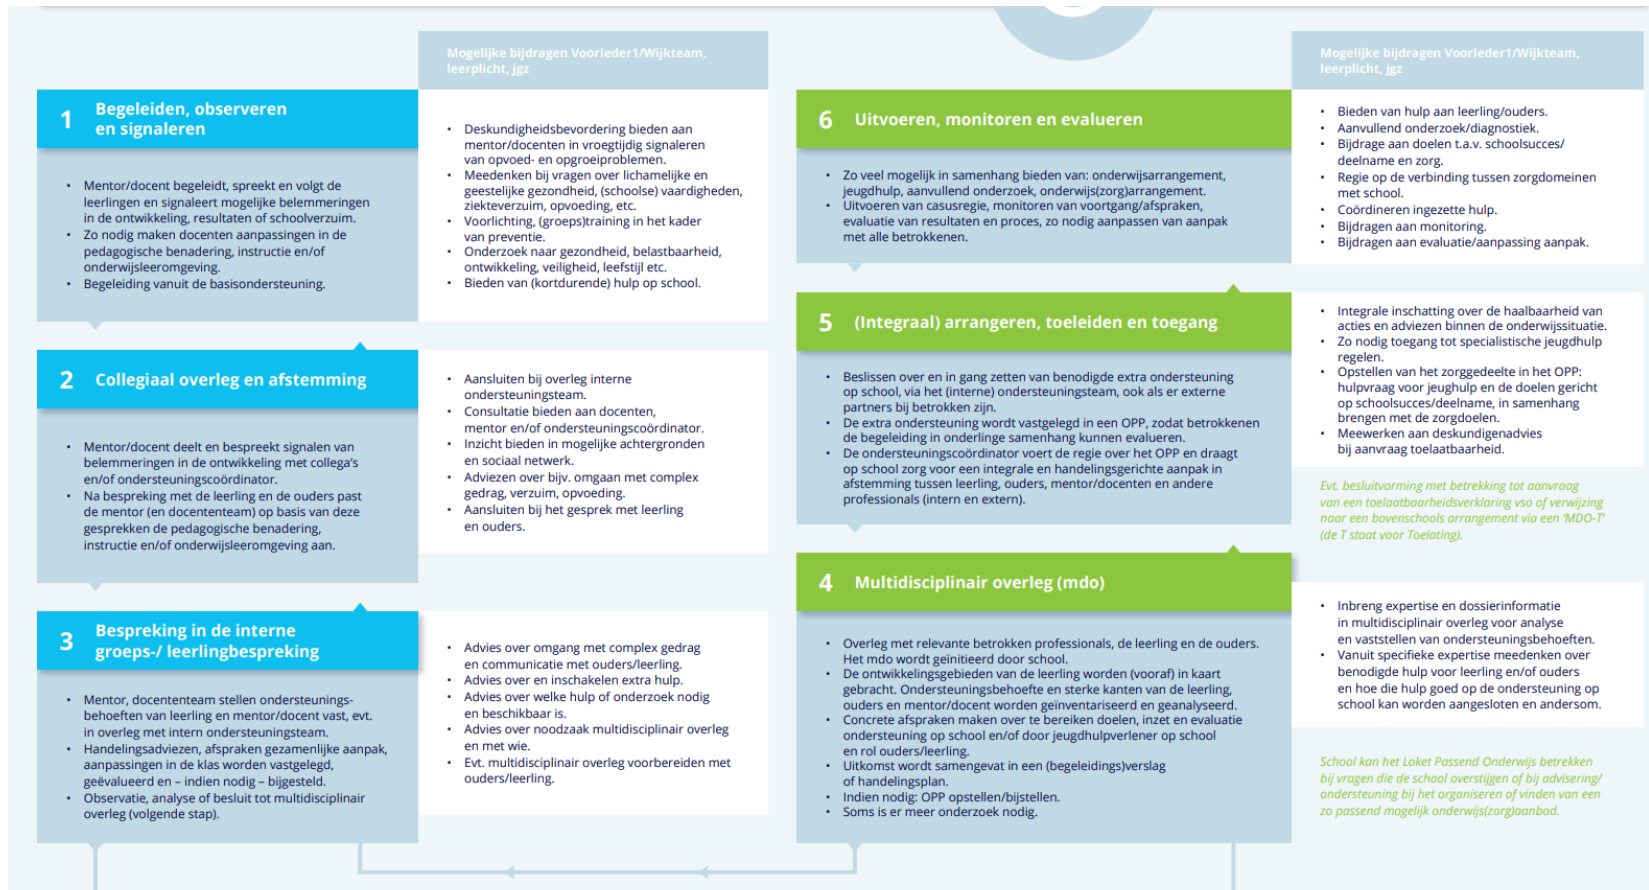 Mogelijke bijdragen Voorleder1/Wijkteam,
leerplicht, jgz
1
Begeleiden, observeren
en signaleren
• Mentor/docent begeleidt, spreekt en volgt de
leerlingen en signaleert mogelijke belemmeringen
in de ontwikkeling, resultaten of schoolverzuim.
• Zo nodig maken docenten aanpassingen in de
pedagogische benadering, instructie en/of
onderwijsleeromgeving.
• Begeleiding vanuit de basisondersteuning.
• Deskundigheidsbevordering bieden aan
mentor/docenten in vroegtijdig signaleren
van opvoed- en opgroeiproblemen.
• Meedenken bij vragen over lichamelijke en
geestelijke gezondheid, (schoolse) vaardigheden,
ziekteverzuim, opvoeding, etc.
• Voorlichting, (groeps)training in het kader
van preventie.
• Onderzoek naar gezondheid, belastbaarheid,
ontwikkeling, veiligheid, leefstijl etc.
• Bieden van (kortdurende) hulp op school.
2
Collegiaal overleg en afstemming
• Mentor/docent deelt en bespreekt signalen van
belemmeringen in de ontwikkeling met collega's
en/of ondersteuningscoördinator.
• Na bespreking met de leerling en de ouders past
de mentor (en docententeam) op basis van deze
gesprekken de pedagogische benadering,
instructie en/of onderwijsleeromgeving aan.
• Aansluiten bij overleg interne
ondersteuningsteam.
• Consultatie bieden aan docenten,
mentor en/of ondersteuningscoördinator.
• Inzicht bieden in mogelijke achtergronden
en sociaal netwerk.
• Adviezen over bijv. omgaan met complex
gedrag, verzuim, opvoeding.
• Aansluiten bij het gesprek met leerling
en ouders.
3
Bespreking in de interne
groeps-/ leerlingbespreking
• Mentor, docententeam stellen ondersteunings-
behoeften van leerling en mentor/docent vast, evt.
in overleg met intern ondersteuningsteam.
• Handelingsadviezen, afspraken gezamenlijke aanpak,
aanpassingen in de klas worden vastgelegd,
geëvalueerd en – indien nodig – bijgesteld.
• Observatie, analyse of besluit tot multidisciplinair
overleg (volgende stap).
• Advies over omgang met complex gedrag
en communicatie met ouders/leerling.
• Advies over en inschakelen extra hulp.
• Advies over welke hulp of onderzoek nodig
en beschikbaar is.
• Advies over noodzaak multidisciplinair overleg
en met wie.
• Evt. multidisciplinair overleg voorbereiden met
ouders/leerling.
Mogelijke bijdragen Voorleder1/Wijkteam,
leerplicht, jgz
6
Uitvoeren, monitoren en evalueren
• Zo veel mogelijk in samenhang bieden van: onderwijsarrangement,
jeugdhulp, aanvullend onderzoek, onderwijs(zorg)arrangement.
• Uitvoeren van casusregie, monitoren van voortgang/afspraken,
evaluatie van resultaten en proces, zo nodig aanpassen van aanpak
met alle betrokkenen.
• Bieden van hulp aan leerling/ouders.
• Aanvullend onderzoek/diagnostiek.
• Bijdrage aan doelen t.a.v. schoolsucces/
deelname en zorg.
• Regie op de verbinding tussen zorgdomeinen
met school.
• Coördineren ingezette hulp.
• Bijdragen aan monitoring.
• Bijdragen aan evaluatie/aanpassing aanpak.
5
(Integraal) arrangeren, toeleiden en toegang
• Beslissen over en in gang zetten van benodigde extra ondersteuning
op school, via het (interne) ondersteuningsteam, ook als er externe
partners bij betrokken zijn.
• De extra ondersteuning wordt vastgelegd in een OPP, zodat betrokkenen
de begeleiding in onderlinge samenhang kunnen evalueren.
• De ondersteuningscoördinator voert de regie over het OPP en draagt
op school zorg voor een integrale en handelingsgerichte aanpak in
afstemming tussen leerling, ouders, mentor/docenten en andere
professionals (intern en extern).
• Integrale inschatting over de haalbaarheid van
acties en adviezen binnen de onderwijssituatie.
• Zo nodig toegang tot specialistische jeugdhulp
regelen.
• Opstellen van het zorggedeelte in het OPP:
hulpvraag voor jeughulp en de doelen gericht
op schoolsucces/deelname, in samenhang
brengen met de zorgdoelen.
• Meewerken aan deskundigenadvies
bij aanvraag toelaatbaarheid.
Evt. besluitvorming met betrekking tot aanvraag
van een toelaatbaarheidsverklaring vso of verwijzing
naar een bovenschools arrangement via een ‘MDO-T’
(de T staat voor Toelating).
4
Multidisciplinair overleg (mdo)
• Overleg met relevante betrokken professionals, de leerling en de ouders.
Het mdo wordt geïnitieerd door school.
• De ontwikkelingsgebieden van de leerling worden (vooraf) in kaart
gebracht. Ondersteuningsbehoefte en sterke kanten van de leerling,
ouders en mentor/docent worden geïnventariseerd en geanalyseerd.
• Concrete afspraken maken over te bereiken doelen, inzet en evaluatie
ondersteuning op school en/of door jeugdhulpverlener op school
en rol ouders/leerling.
• Uitkomst wordt samengevat in een (begeleidings)verslag
of handelingsplan.
• Indien nodig: OPP opstellen/bijstellen.
• Soms is er meer onderzoek nodig.
• Inbreng expertise en dossierinformatie
in multidisciplinair overleg voor analyse
en vaststellen van ondersteuningsbehoeften.
• Vanuit specifieke expertise meedenken over
benodigde hulp voor leerling en/of ouders
en hoe die hulp goed op de ondersteuning op
school kan worden aangesloten en andersom.
School kan het Loket Passend Onderwijs betrekken
bij vragen die de school overstijgen of bij advisering/
ondersteuning bij het organiseren of vinden van een
zo passend mogelijk onderwijs(zorg)aanbod.